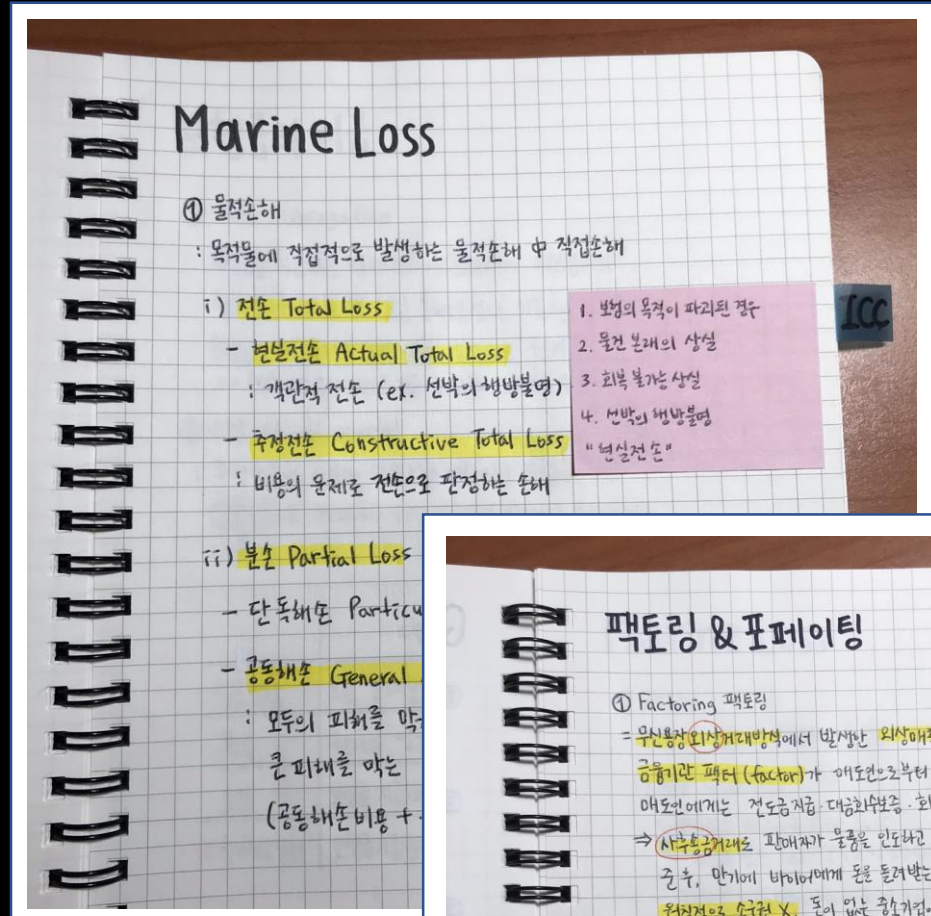 Marine Loss
① 물적손해
: 목적물에 직접적으로 발생하는 물적손해 中 직접손해
i) 전손 Total Loss
- 현실전손 Actual Total Loss
: 객관적 전손 (ex. 선박의 행방불명)
- 추정전손 Constructive Total Loss
: 비용의 문제로 전손으로 판정하는 손해
1. 보험의 목적이 파괴된 경우
2. 물건 본래의 상실
3. 회복 불가능 상실
4. 선박의 행방불명
"현실전손"
ICC
ii) 분손 Partial Loss
- 단독해손
- 공동해손 General
: 모두의 피해를
큰 피해를 막는
(공동해손비용 +
팩토링 & 포페이팅
① Factoring 팩토링
= 무신용장 외상거래방식에서 발생한
금융기관 팩터 (factor)가 매도인으로부터
매도인에게는 전도금지급·대금회수보증·
⇒ 사후송금거래로 판매자가 물품을 인도하고
준 후, 만기에 바이어에게 돈을 돌려받는
원칙적으로 소구권 X 돈이 없는